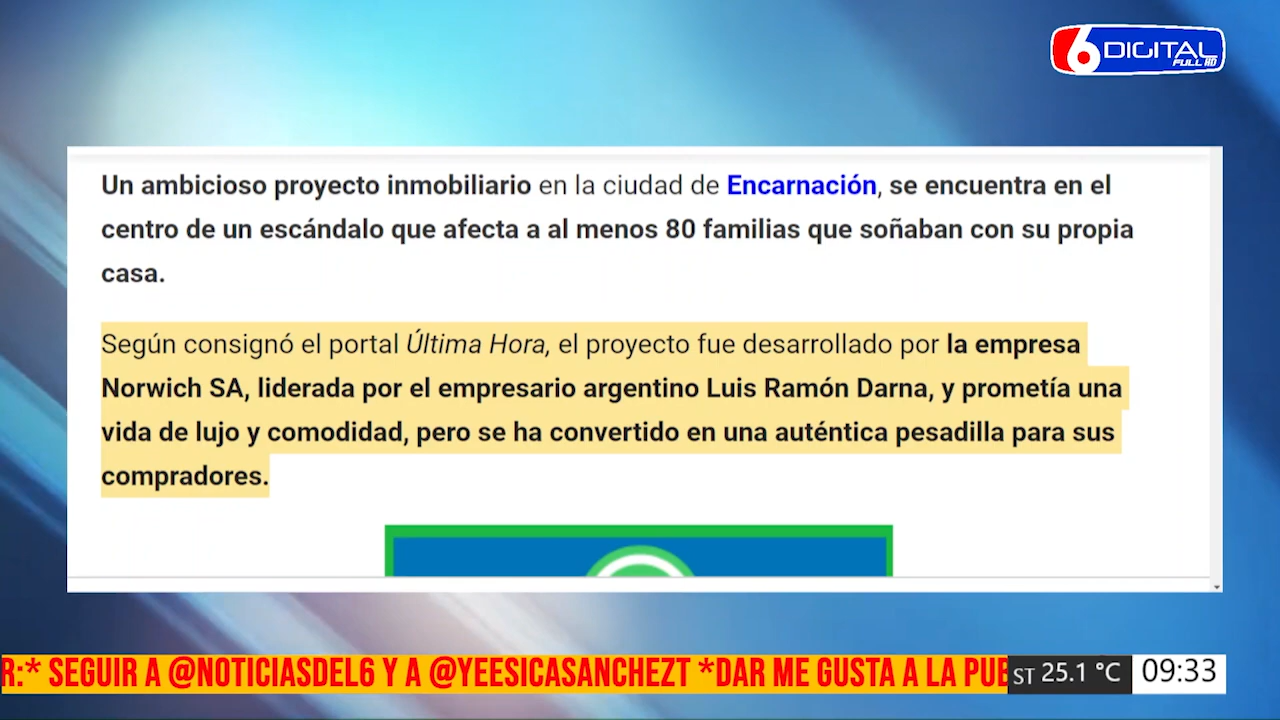 6 DIGITAL
FULL HD
Un ambicioso proyecto inmobiliario en la ciudad de Encarnación, se encuentra en el
centro de un escándalo que afecta a al menos 80 familias que soñaban con su propia
casa.
Según consignó el portal Última Hora, el proyecto fue desarrollado por la empresa
Norwich SA, liderada por el empresario argentino Luis Ramón Darna, y prometía una
vida de lujo y comodidad, pero se ha convertido en una auténtica pesadilla para sus
compradores.
R:* SEGUIR A @NOTICIASDEL6 Y A @YEESICASANCHEZT *DAR ME GUSTA A LA PUB
ST 25.1 °C 09:33